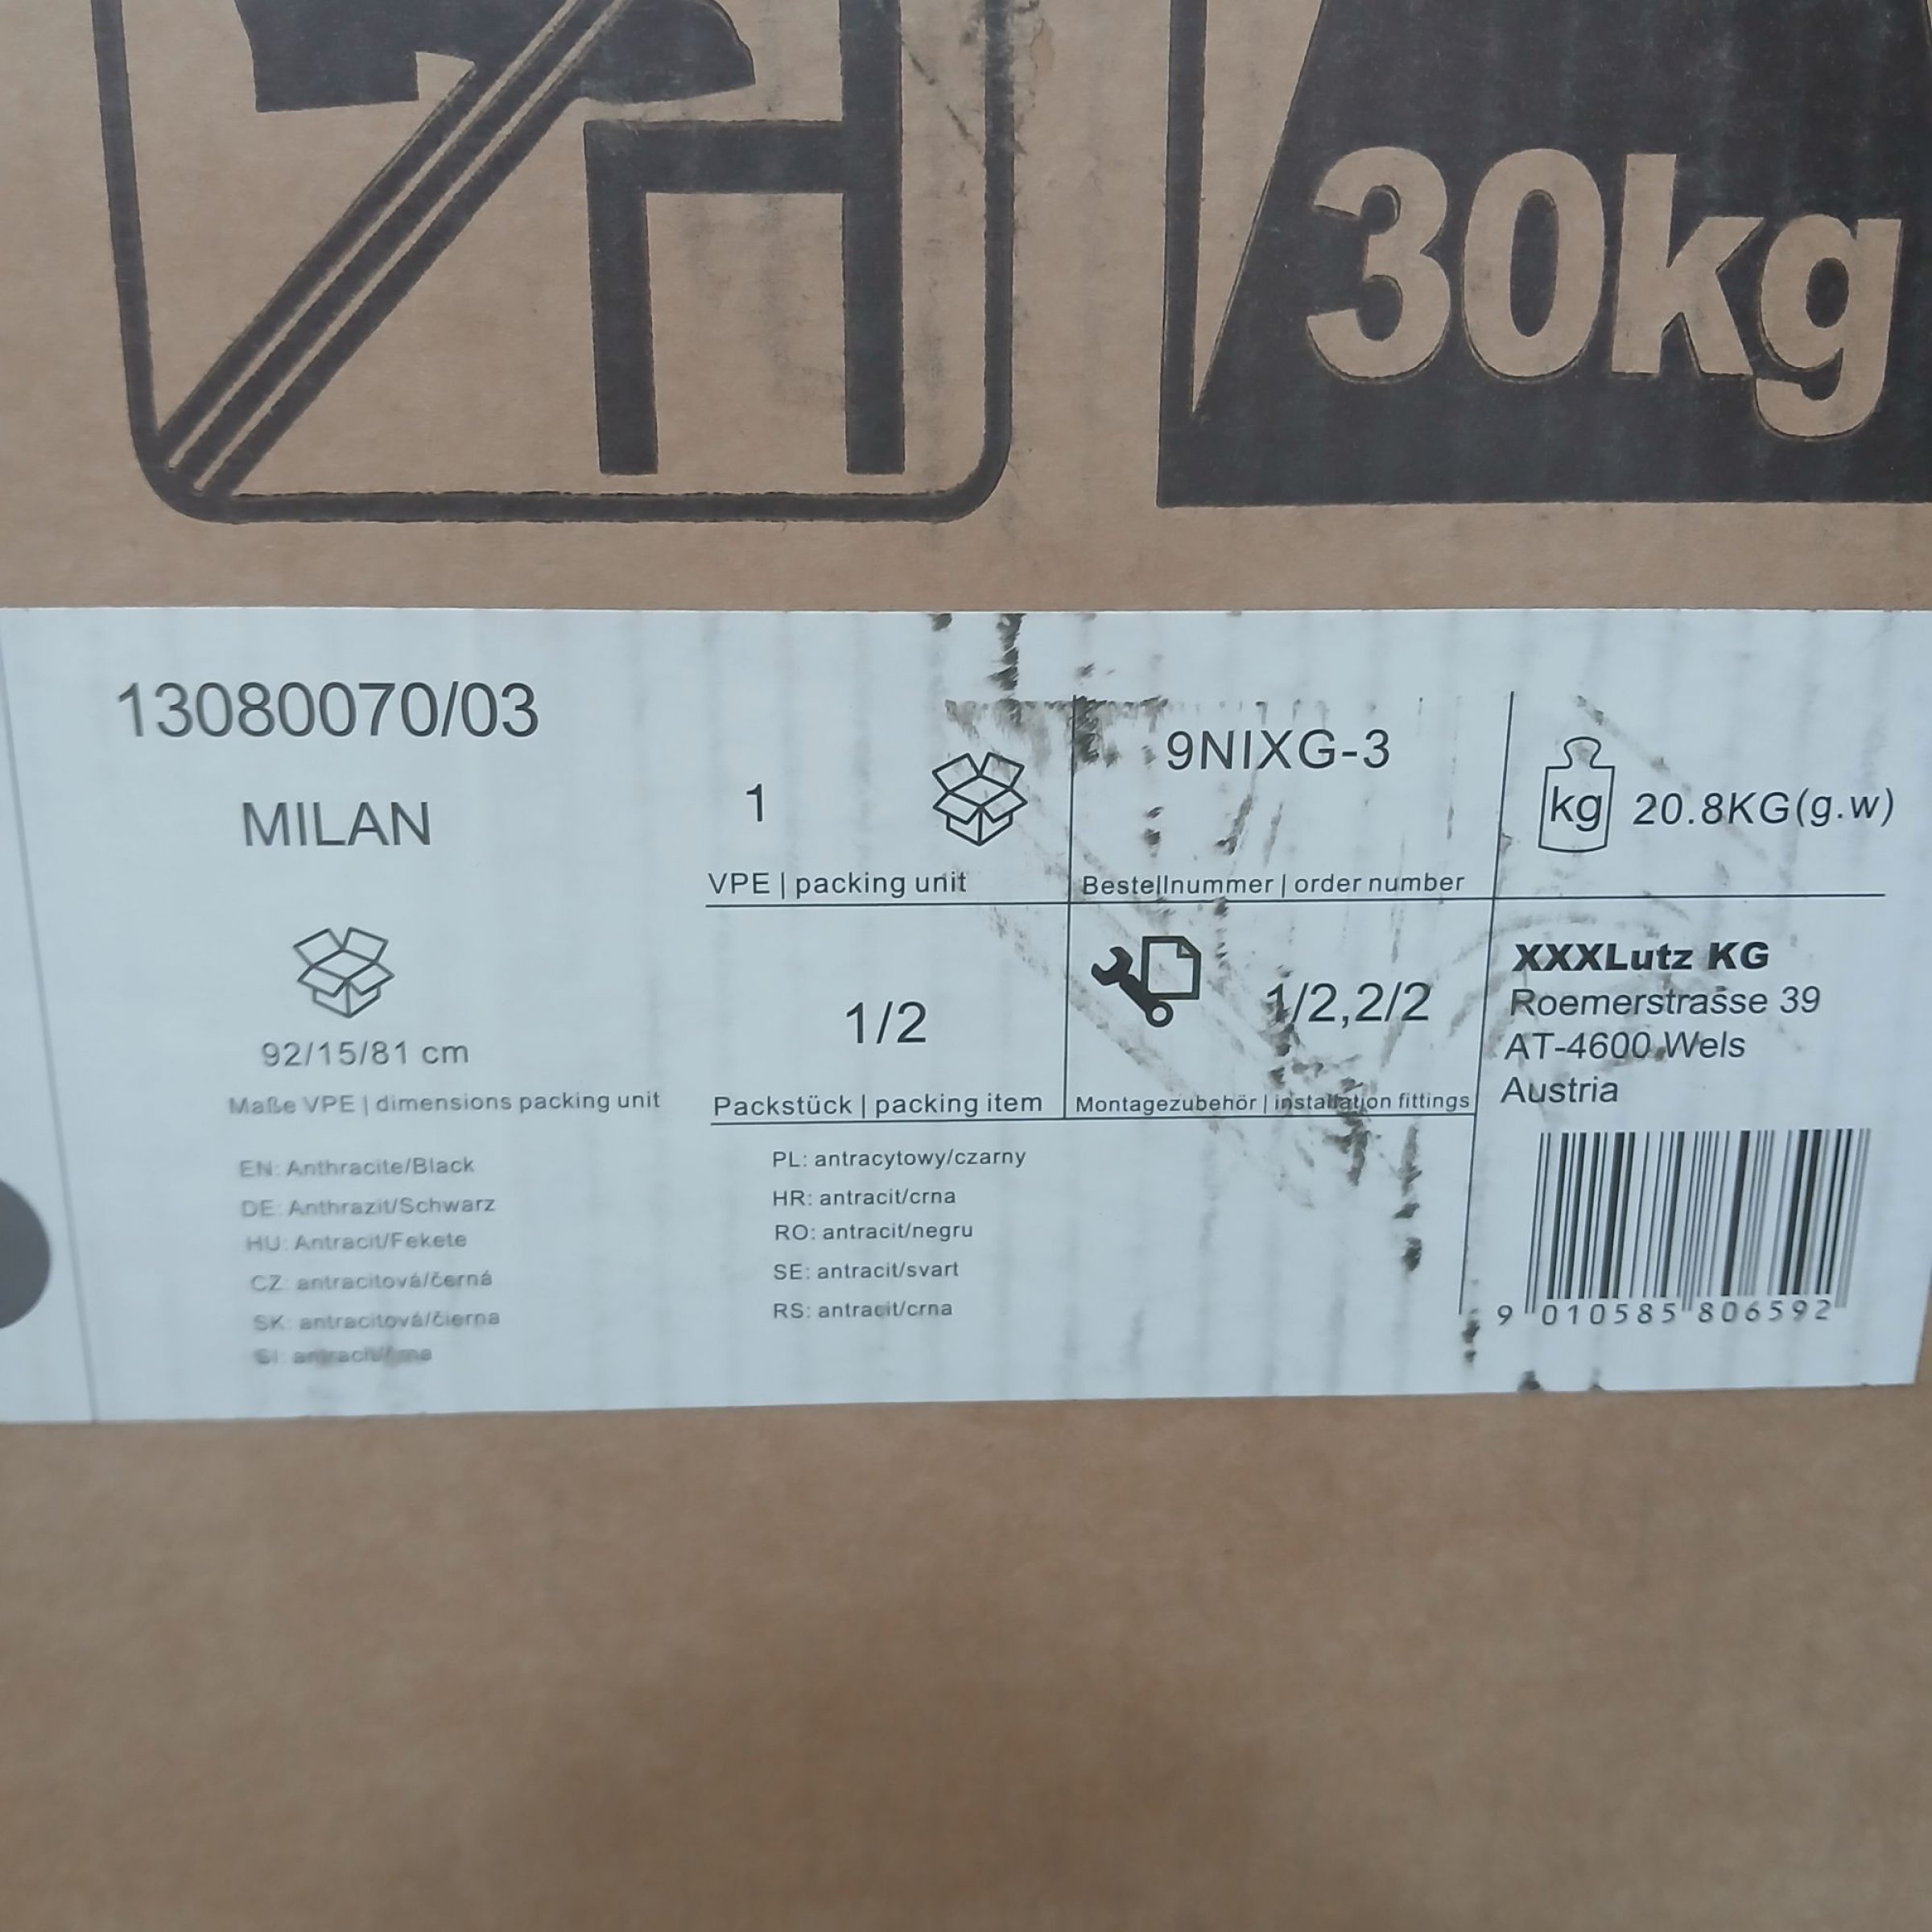 30kg
13080070/03
MILAN
92/15/81 cm
Maße VPE | dimensions packing unit
EN: Anthracite/Black
DE: Anthrazit/Schwarz
HU: Antracit/Fekete
CZ: antracitová/černá
SK: antracitová/čierna
SI:
1
VPE | packing unit
9NIXG-3
Bestellnummer | order number
kg 20.8KG(g.w)
1/2
Packstück | packing item
1/2,2/2
Montagezubehör | installation fittings
XXXLutz KG
Roemerstrasse 39
AT-4600 Wels
Austria
PL: antracytowy/czarny
HR: antracit/crna
RO: antracit/negru
SE: antracit/svart
RS: antracit/crna
9 010585 806592